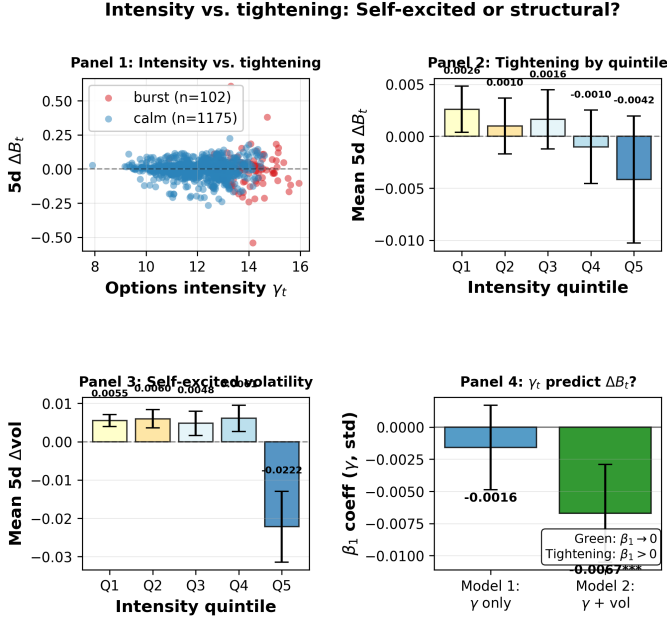 Intensity vs. tightening: Self-excited or structural?
Panel 1: Intensity vs. tightening
burst (n=102)
calm (n=1175)
0.50
0.25
0.00
−0.25
−0.50
5d ΔB_t
8 10 12 14 16
Options intensity γ_t
Panel 2: Tightening by quintile
0.0026
0.0010
0.0016
-0.0010
-0.0042
0.005
0.000
−0.005
−0.010
Mean 5d ΔB_t
Q1 Q2 Q3 Q4 Q5
Intensity quintile
Panel 3: Self-excited volatility
0.0055
0.0060
0.0048
-0.0222
0.01
0.00
−0.01
−0.02
−0.03
Mean 5d Δvol
Q1 Q2 Q3 Q4 Q5
Intensity quintile
Panel 4: γ_t predict ΔB_t?
0.0000
−0.0025
−0.0050
−0.0075
−0.0100
β₁ coeff (γ, std)
-0.0016
Green: β₁→0
Tightening: β₁>0
-0.0067***
Model 1:
γ only
Model 2:
γ + vol